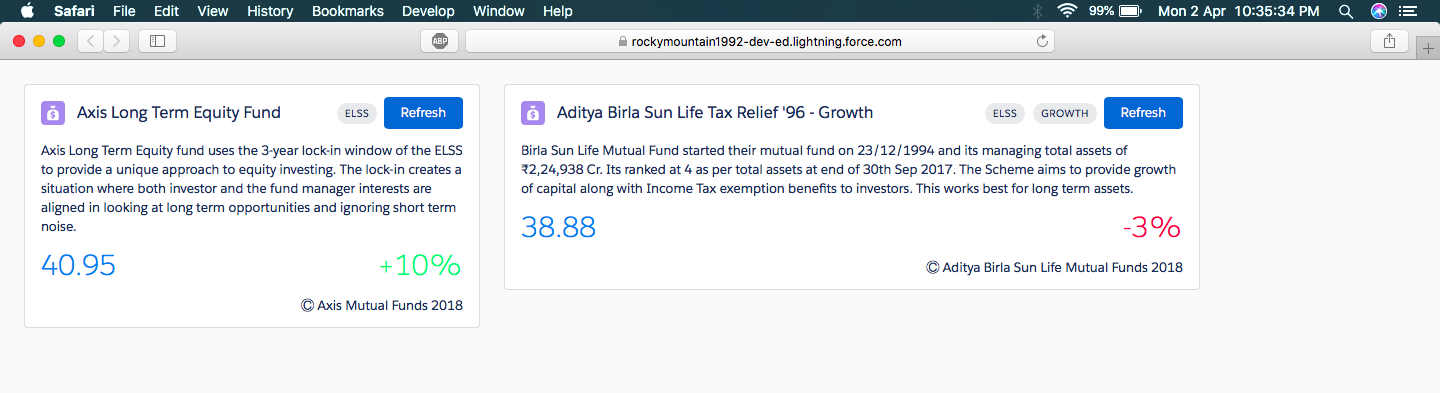 Safari File Edit View History Bookmarks Develop Window Help 99% Mon 2 Apr 10:35:34 PM
ABP rockymountain1992-dev-ed.lightning.force.com
Axis Long Term Equity Fund ELSS Refresh
Axis Long Term Equity fund uses the 3-year lock-in window of the ELSS
to provide a unique approach to equity investing. The lock-in creates a
situation where both investor and the fund manager interests are
aligned in looking at long term opportunities and ignoring short term
noise.
40.95 +10%
© Axis Mutual Funds 2018
Aditya Birla Sun Life Tax Relief '96 - Growth ELSS GROWTH Refresh
Birla Sun Life Mutual Fund started their mutual fund on 23/12/1994 and its managing total assets of
₹2,24,938 Cr. Its ranked at 4 as per total assets at end of 30th Sep 2017. The Scheme aims to provide growth
of capital along with Income Tax exemption benefits to investors. This works best for long term assets.
38.88 -3%
© Aditya Birla Sun Life Mutual Funds 2018